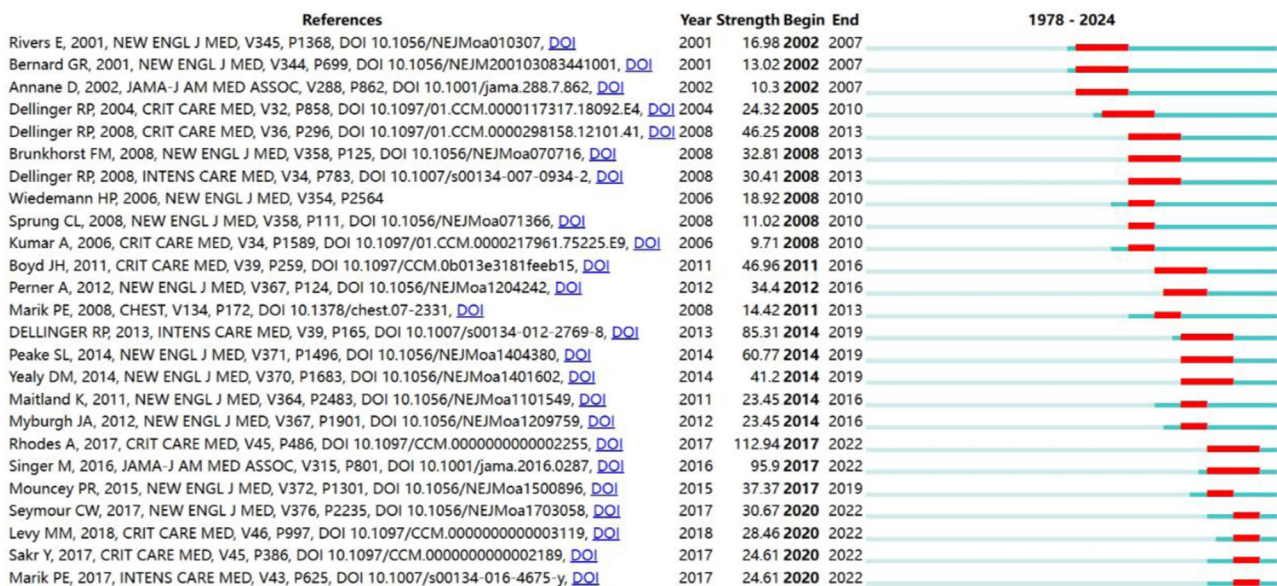 References Year Strength Begin End 1978 - 2024
Rivers E, 2001, NEW ENGL J MED, V345, P1368, DOI 10.1056/NEJMoa010307, DOI 2001 16.98 2002 2007
Bernard GR, 2001, NEW ENGL J MED, V344, P699, DOI 10.1056/NEJM200103083441001, DOI 2001 13.02 2002 2007
Annane D, 2002, JAMA-J AM MED ASSOC, V288, P862, DOI 10.1001/jama.288.7.862, DOI 2002 10.3 2002 2007
Dellinger RP, 2004, CRIT CARE MED, V32, P858, DOI 10.1097/01.CCM.0000117317.18092.E4, DOI 2004 24.32 2005 2010
Dellinger RP, 2008, CRIT CARE MED, V36, P296, DOI 10.1097/01.CCM.0000298158.12101.41, DOI 2008 46.25 2008 2013
Brunkhorst FM, 2008, NEW ENGL J MED, V358, P125, DOI 10.1056/NEJMoa070716, DOI 2008 32.81 2008 2013
Dellinger RP, 2008, INTENS CARE MED, V34, P783, DOI 10.1007/s00134-007-0934-2, DOI 2008 30.41 2008 2013
Wiedemann HP, 2006, NEW ENGL J MED, V354, P2564 2006 18.92 2008 2010
Sprung CL, 2008, NEW ENGL J MED, V358, P111, DOI 10.1056/NEJMoa071366, DOI 2008 11.02 2008 2010
Kumar A, 2006, CRIT CARE MED, V34, P1589, DOI 10.1097/01.CCM.0000217961.75225.E9, DOI 2006 9.71 2008 2010
Boyd JH, 2011, CRIT CARE MED, V39, P259, DOI 10.1097/CCM.0b013e3181feeb15, DOI 2011 46.96 2011 2016
Perner A, 2012, NEW ENGL J MED, V367, P124, DOI 10.1056/NEJMoa1204242, DOI 2012 34.4 2012 2016
Marik PE, 2008, CHEST, V134, P172, DOI 10.1378/chest.07-2331, DOI 2008 14.42 2011 2013
DELLINGER RP, 2013, INTENS CARE MED, V39, P165, DOI 10.1007/s00134-012-2769-8, DOI 2013 85.31 2014 2019
Peake SL, 2014, NEW ENGL J MED, V371, P1496, DOI 10.1056/NEJMoa1404380, DOI 2014 60.77 2014 2019
Yealy DM, 2014, NEW ENGL J MED, V370, P1683, DOI 10.1056/NEJMoa1401602, DOI 2014 41.2 2014 2019
Maitland K, 2011, NEW ENGL J MED, V364, P2483, DOI 10.1056/NEJMoa1101549, DOI 2011 23.45 2014 2016
Myburgh JA, 2012, NEW ENGL J MED, V367, P1901, DOI 10.1056/NEJMoa1209759, DOI 2012 23.45 2014 2016
Rhodes A, 2017, CRIT CARE MED, V45, P486, DOI 10.1097/CCM.0000000000002255, DOI 2017 112.94 2017 2022
Singer M, 2016, JAMA-J AM MED ASSOC, V315, P801, DOI 10.1001/jama.2016.0287, DOI 2016 95.9 2017 2022
Mouncey PR, 2015, NEW ENGL J MED, V372, P1301, DOI 10.1056/NEJMoa1500896, DOI 2015 37.37 2017 2019
Seymour CW, 2017, NEW ENGL J MED, V376, P2235, DOI 10.1056/NEJMoa1703058, DOI 2017 30.67 2020 2022
Levy MM, 2018, CRIT CARE MED, V46, P997, DOI 10.1097/CCM.0000000000003119, DOI 2018 28.46 2020 2022
Sakr Y, 2017, CRIT CARE MED, V45, P386, DOI 10.1097/CCM.0000000000002189, DOI 2017 24.61 2020 2022
Marik PE, 2017, INTENS CARE MED, V43, P625, DOI 10.1007/s00134-016-4675-y, DOI 2017 24.61 2020 2022